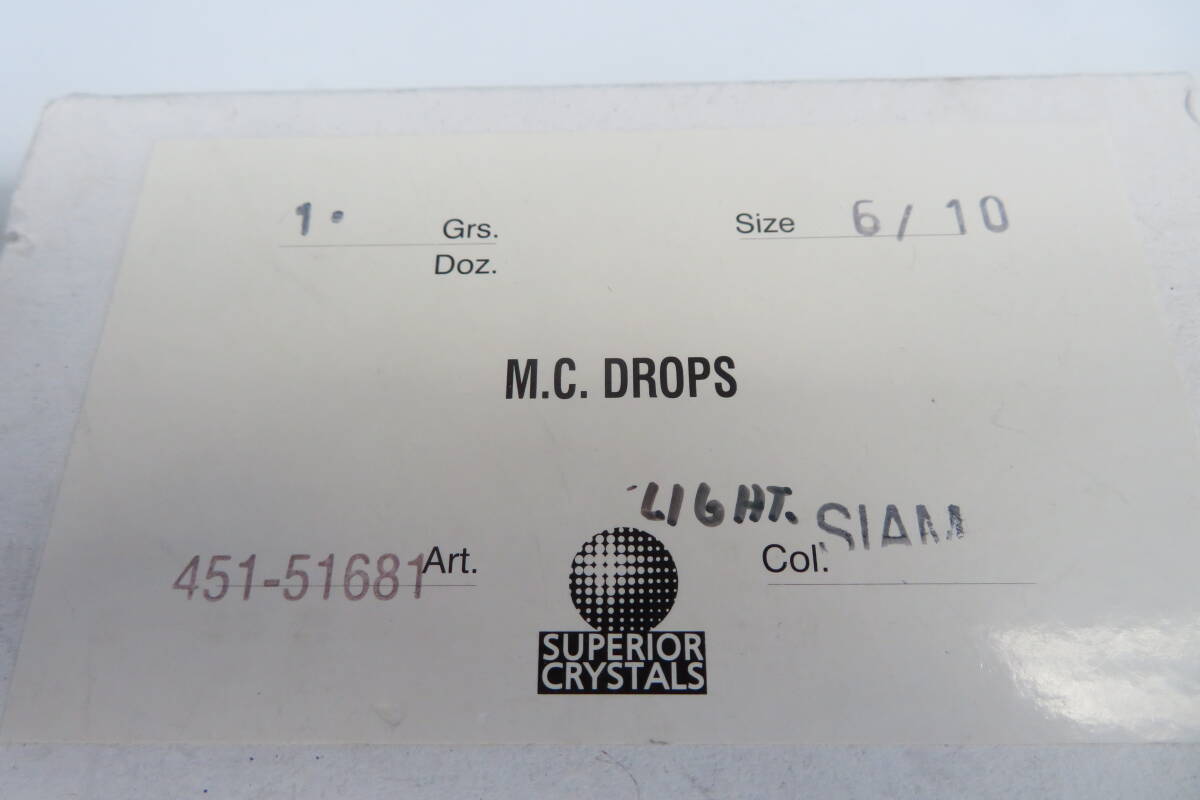 1. Grs. Size 6/10
Doz.
M.C. DROPS
LIGHT. SIAM
451-51681 Art. Col.
SUPERIOR
CRYSTALS